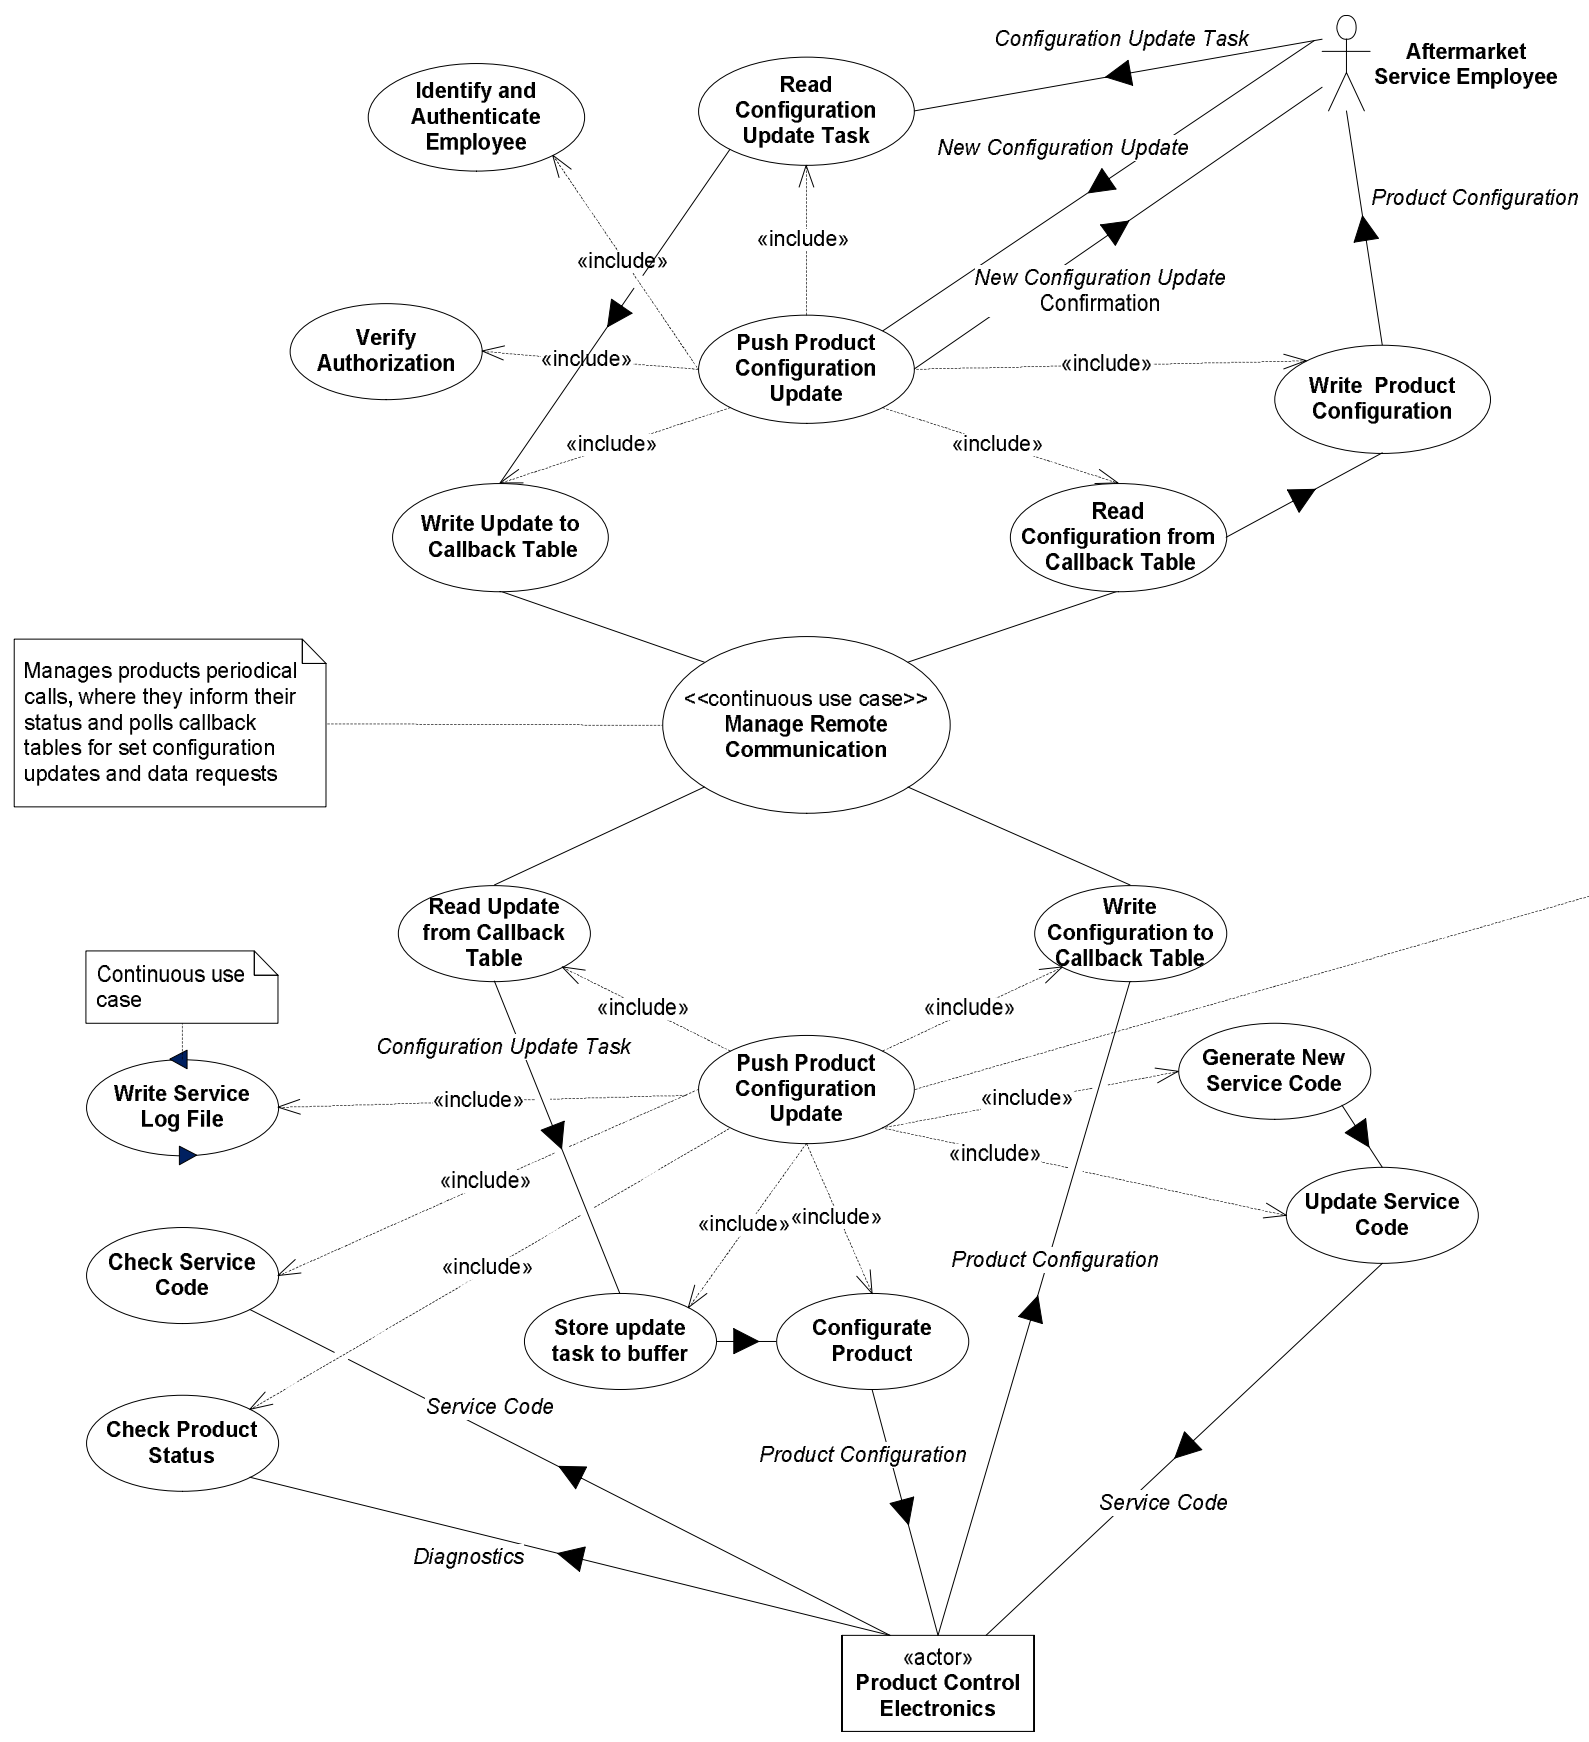 Configuration Update Task
Aftermarket
Service Employee
Identify and
Authenticate
Employee
Read
Configuration
Update Task
New Configuration Update
Product Configuration
«include»
«include»
New Configuration Update
Confirmation
Verify
Authorization
«include»
Push Product
Configuration
Update
«include»
Write  Product
Configuration
«include»
«include»
Write Update to
Callback Table
Read
Configuration from
Callback Table
Manages products periodical
calls, where they inform their
status and polls callback
tables for set configuration
updates and data requests
<<continuous use case>>
Manage Remote
Communication
Read Update
from Callback
Table
Write
Configuration to
Callback Table
Continuous use
case
«include»
«include»
Configuration Update Task
Push Product
Configuration
Update
Generate New
Service Code
Write Service
Log File
«include»
«include»
«include»
«include»
Update Service
Code
«include»
«include»
Check Service
Code
«include»
Product Configuration
Store update
task to buffer
Configurate
Product
Service Code
Check Product
Status
Product Configuration
Service Code
Diagnostics
«actor»
Product Control
Electronics